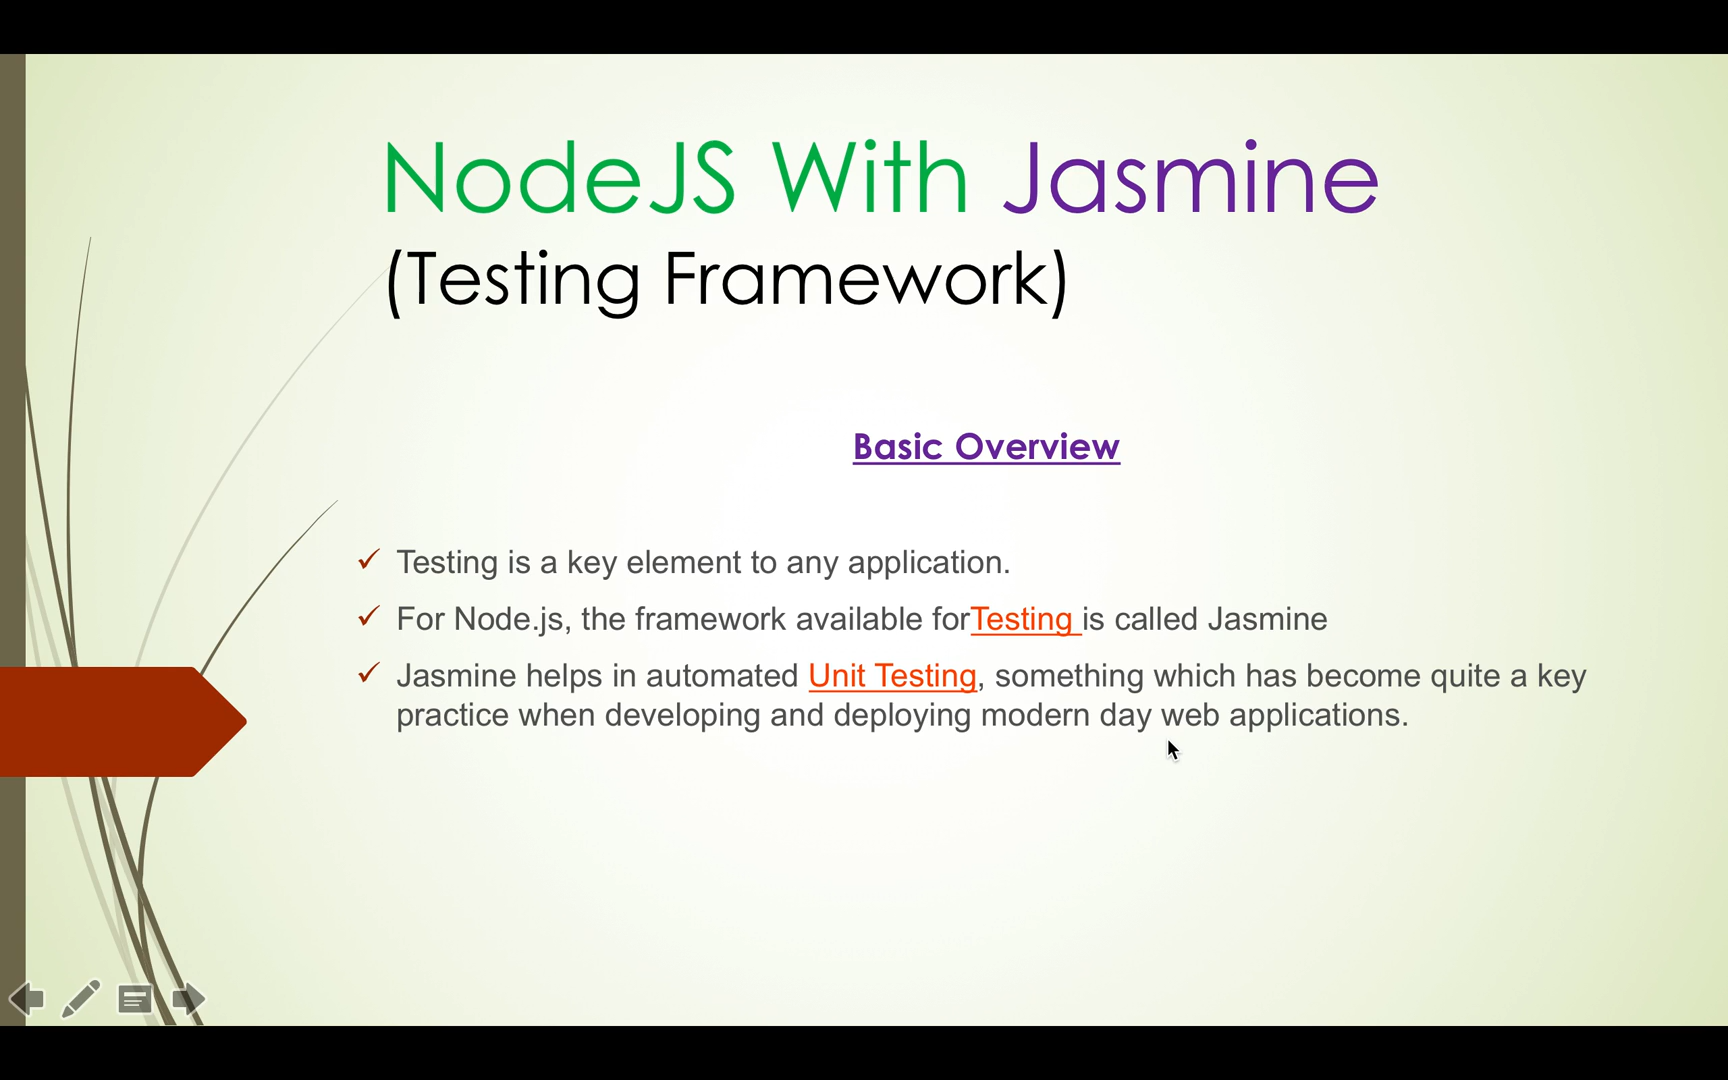 NodeJS With Jasmine
(Testing Framework)
Basic Overview
✓ Testing is a key element to any application.
✓ For Node.js, the framework available forTesting is called Jasmine
✓ Jasmine helps in automated Unit Testing, something which has become quite a key
practice when developing and deploying modern day web applications.